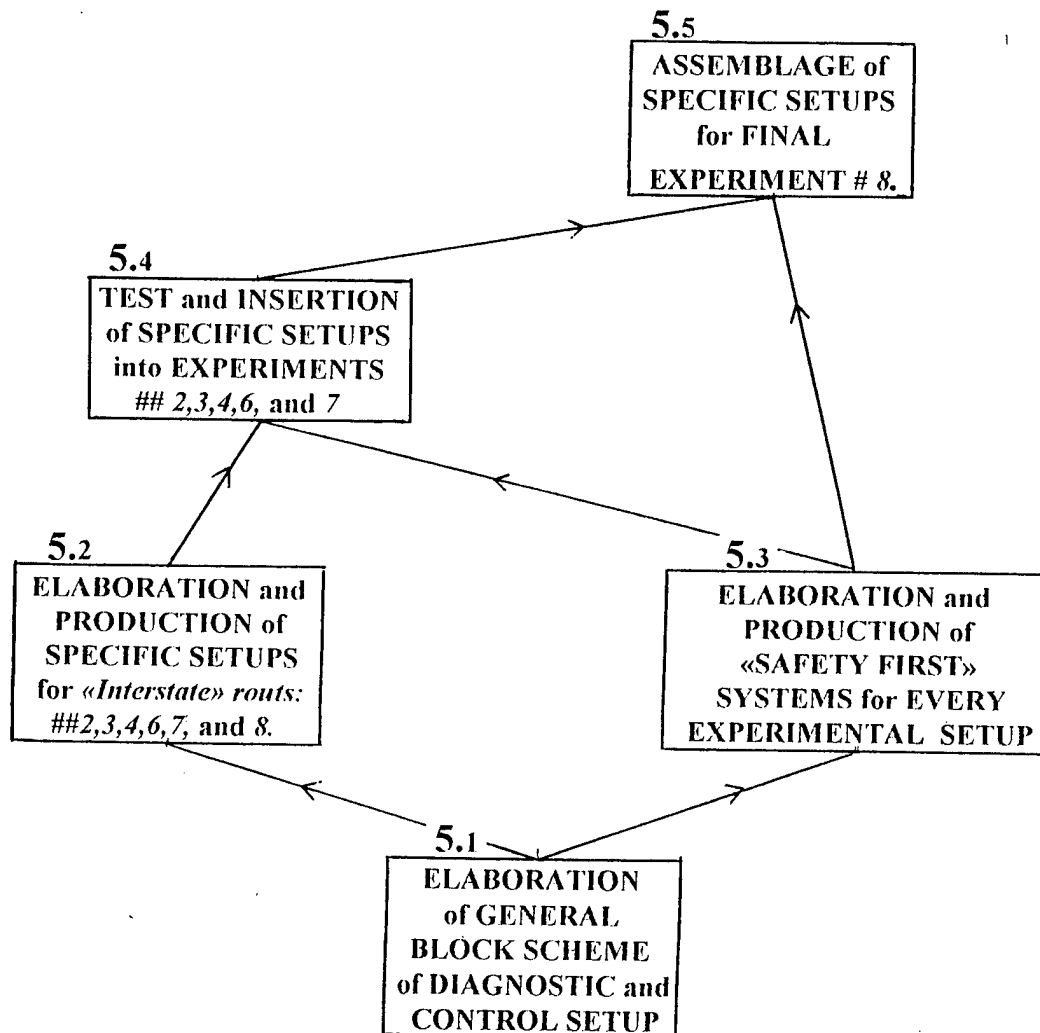 5.5
ASSEMBLAGE of
SPECIFIC SETUPS
for FINAL
EXPERIMENT # 8.
5.4
TEST and INSERTION
of SPECIFIC SETUPS
into EXPERIMENTS
## 2,3,4,6, and 7
5.2
ELABORATION and
PRODUCTION of
SPECIFIC SETUPS
for «Interstate» routs:
##2,3,4,6,7, and 8.
5.3
ELABORATION and
PRODUCTION of
«SAFETY FIRST»
SYSTEMS for EVERY
EXPERIMENTAL SETUP
5.1
ELABORATION
of GENERAL
BLOCK SCHEME
of DIAGNOSTIC and
CONTROL SETUP